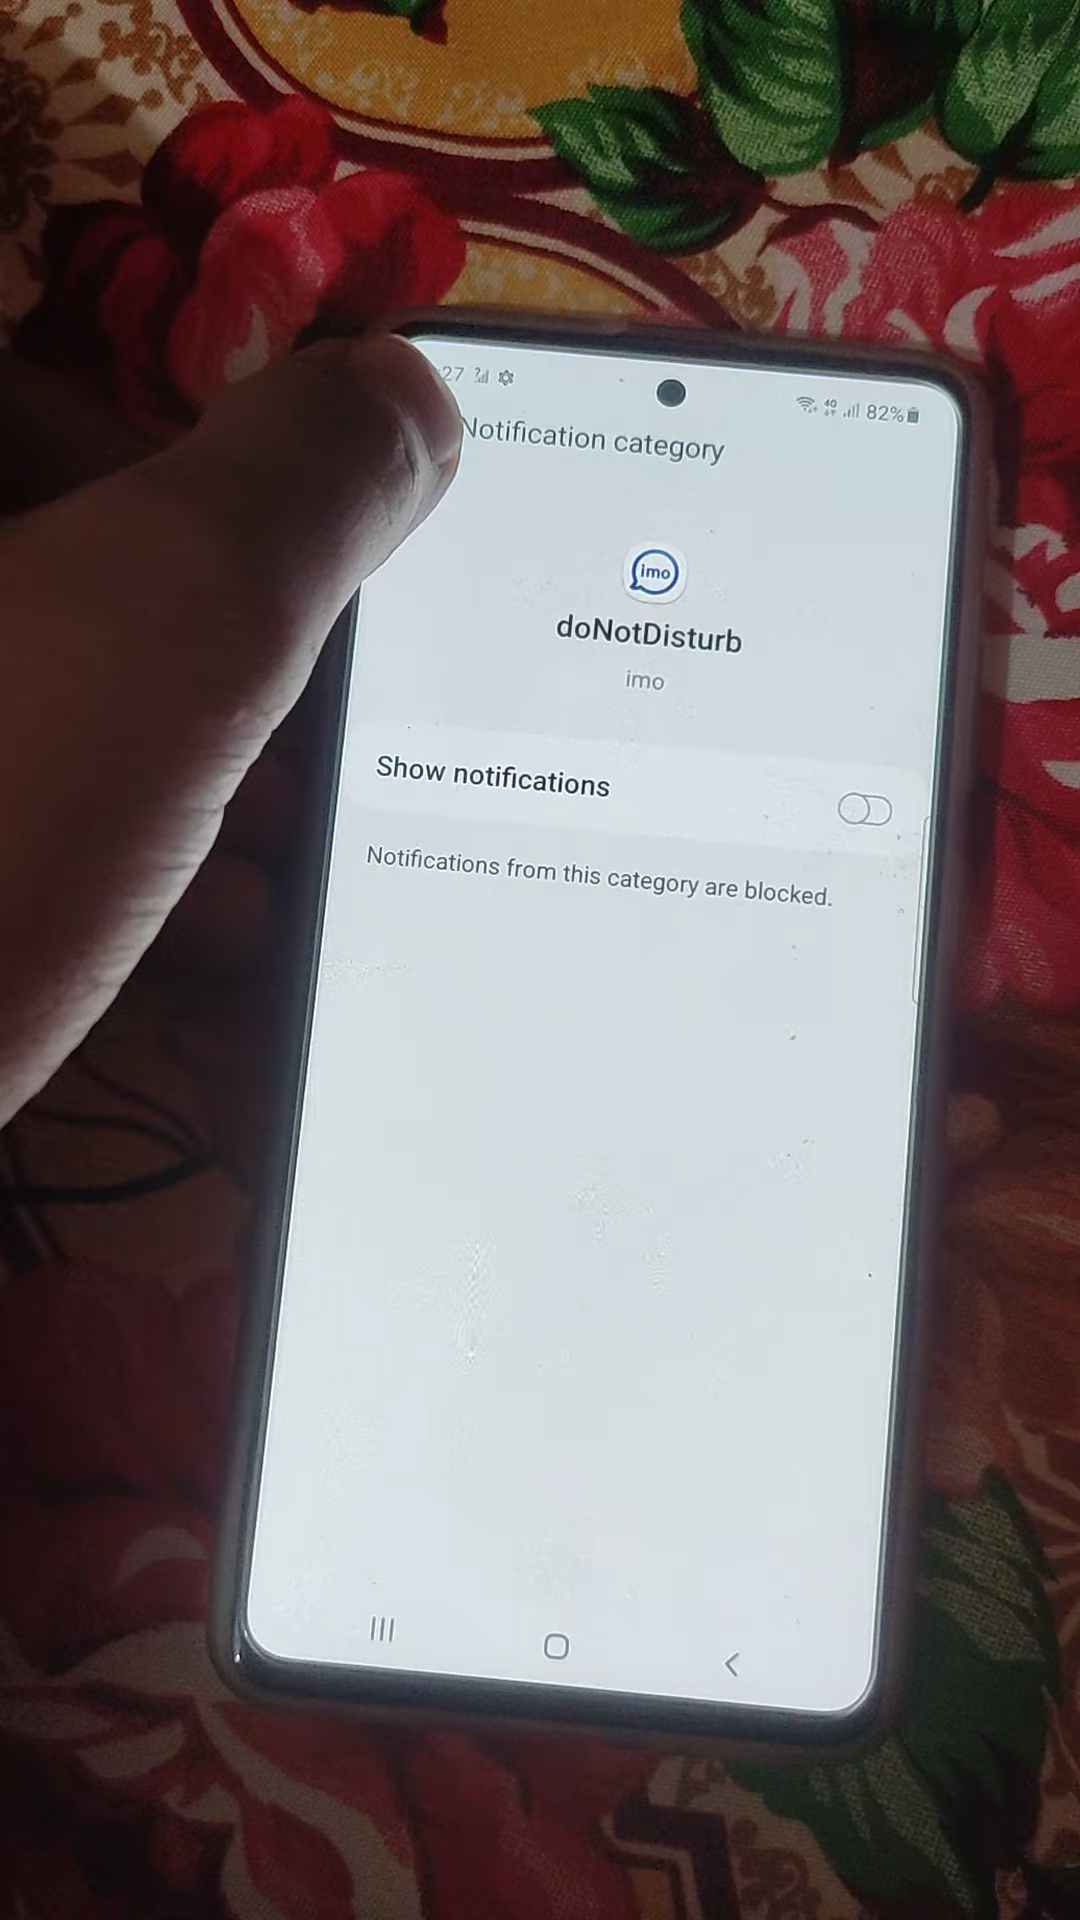 27
82%
Notification category
imo
doNotDisturb
imo
Show notifications
Notifications from this category are blocked.